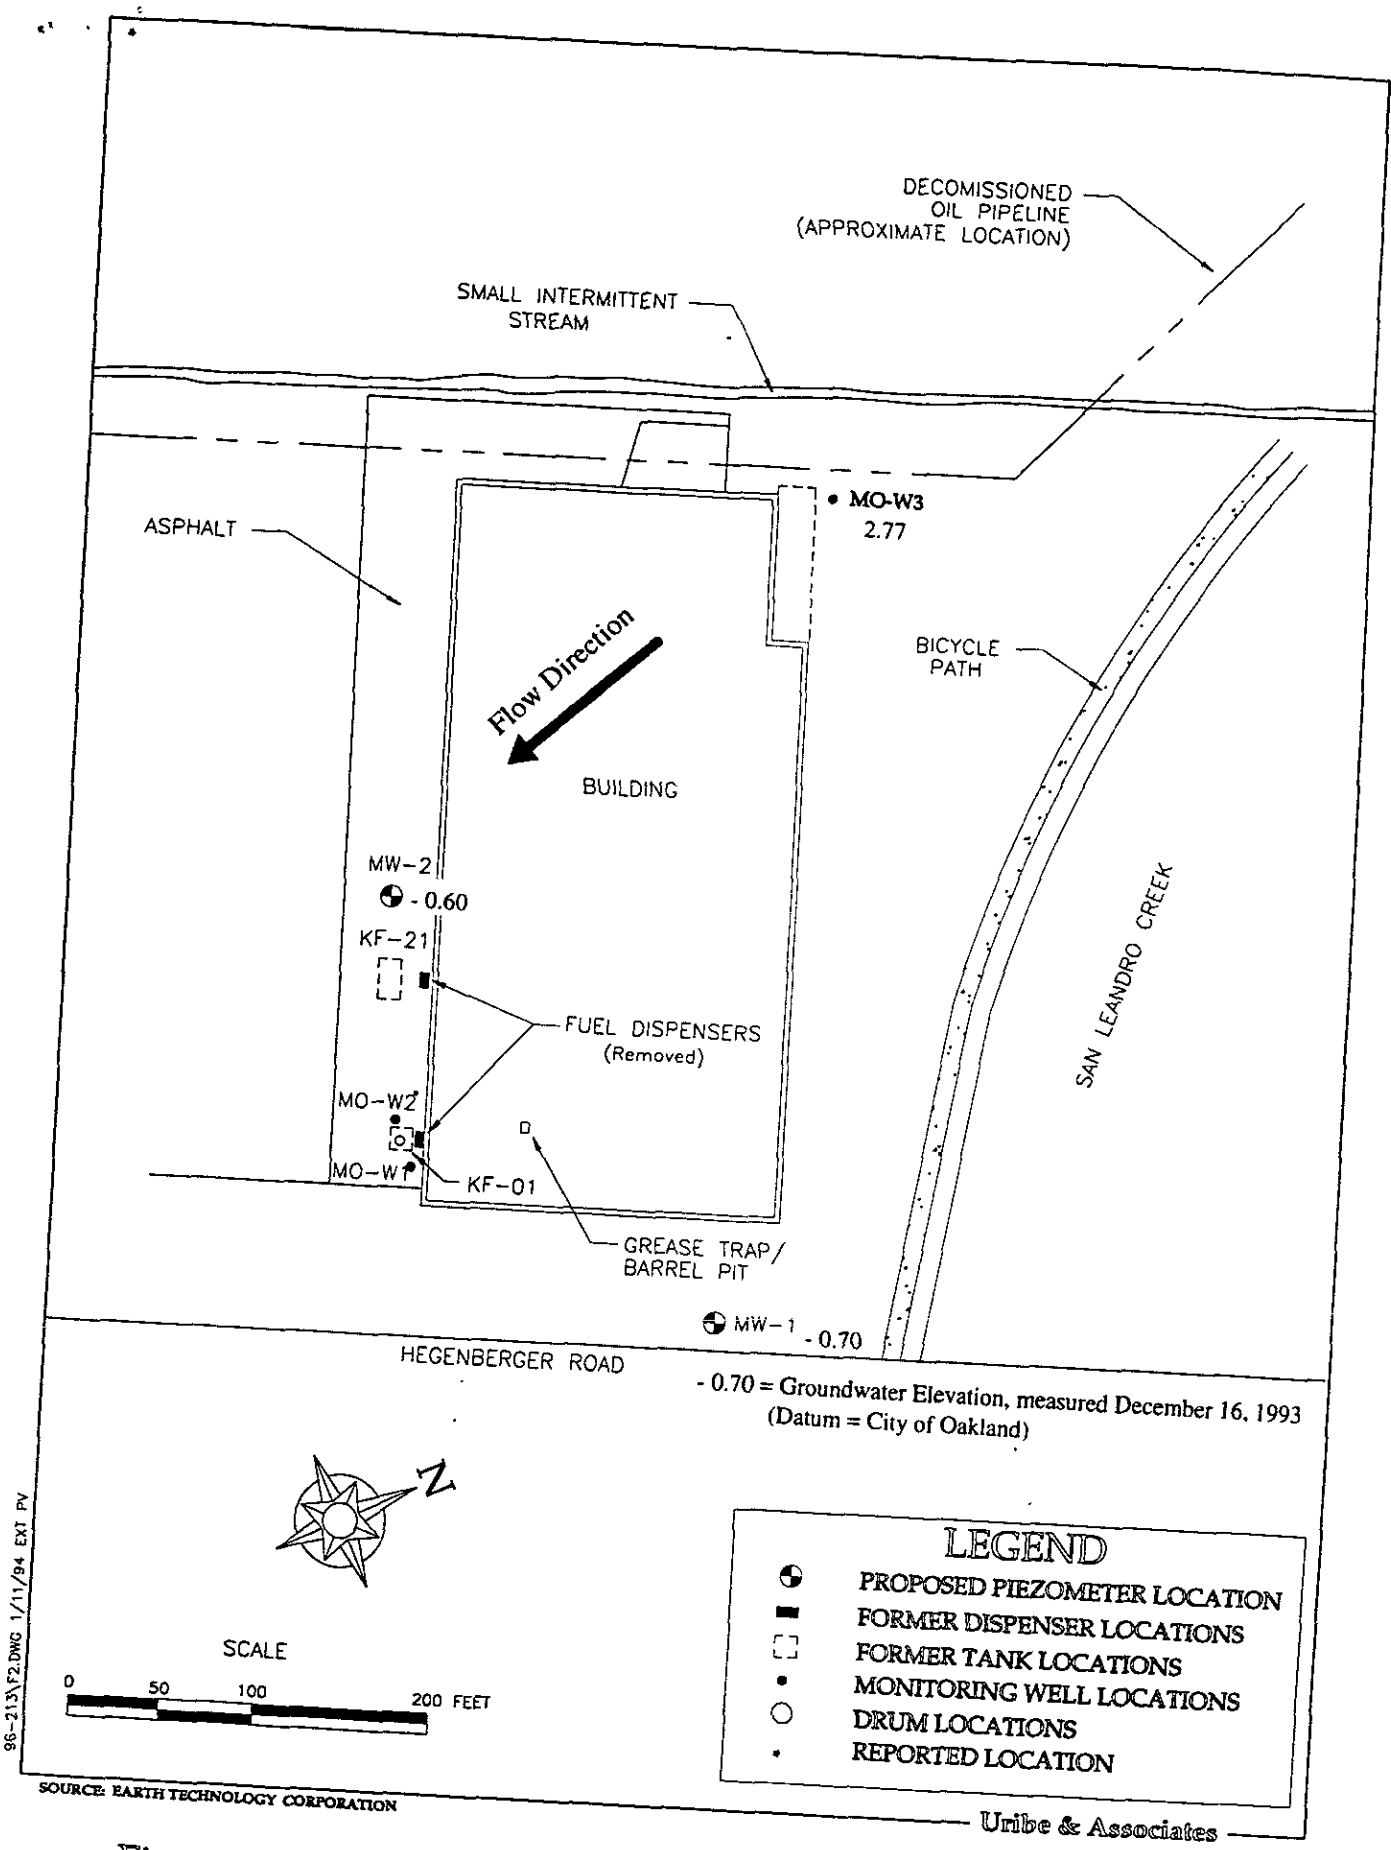 DECOMISSIONED
OIL PIPELINE
(APPROXIMATE LOCATION)
SMALL INTERMITTENT
STREAM
MO-W3
2.77
ASPHALT
Flow Direction
BICYCLE
PATH
BUILDING
MW-2
- 0.60
KF-21
SAN LEANDRO CREEK
FUEL DISPENSERS
(Removed)
MO-W2
MO-W1
KF-01
GREASE TRAP/
BARREL PIT
MW-1
- 0.70
HEGENBERGER ROAD
- 0.70 = Groundwater Elevation, measured December 16, 1993
(Datum = City of Oakland)
N
LEGEND
PROPOSED PIEZOMETER LOCATION
FORMER DISPENSER LOCATIONS
FORMER TANK LOCATIONS
MONITORING WELL LOCATIONS
DRUM LOCATIONS
REPORTED LOCATION
SCALE
0 50 100 200 FEET
96-213\F2.DWG 1/11/94 EXT PV
SOURCE: EARTH TECHNOLOGY CORPORATION
Uribe & Associates